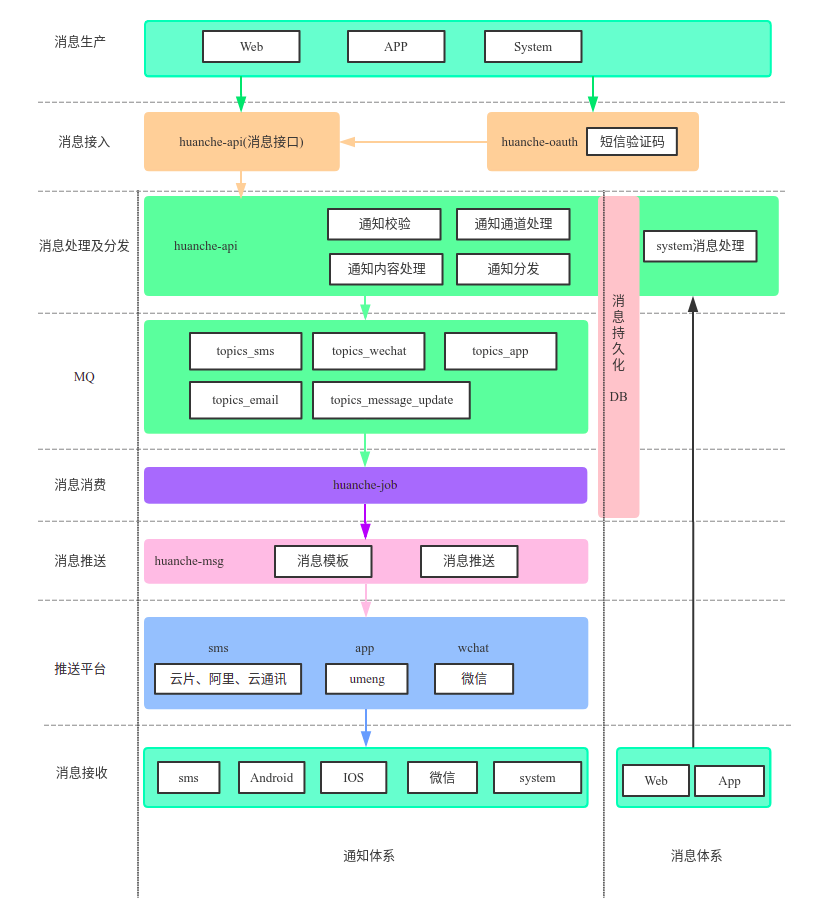 消息生产
Web
APP
System
消息接入
huanche-api(消息接口)
huanche-oauth
短信验证码
消息处理及分发
huanche-api
通知校验
通知通道处理
通知内容处理
通知分发
system消息处理
消
息
持
久
化
DB
MQ
topics_sms
topics_wechat
topics_app
topics_email
topics_message_update
消息消费
huanche-job
消息推送
huanche-msg
消息模板
消息推送
推送平台
sms
app
wchat
云片、阿里、云通讯
umeng
微信
消息接收
sms
Android
IOS
微信
system
Web
App
通知体系
消息体系